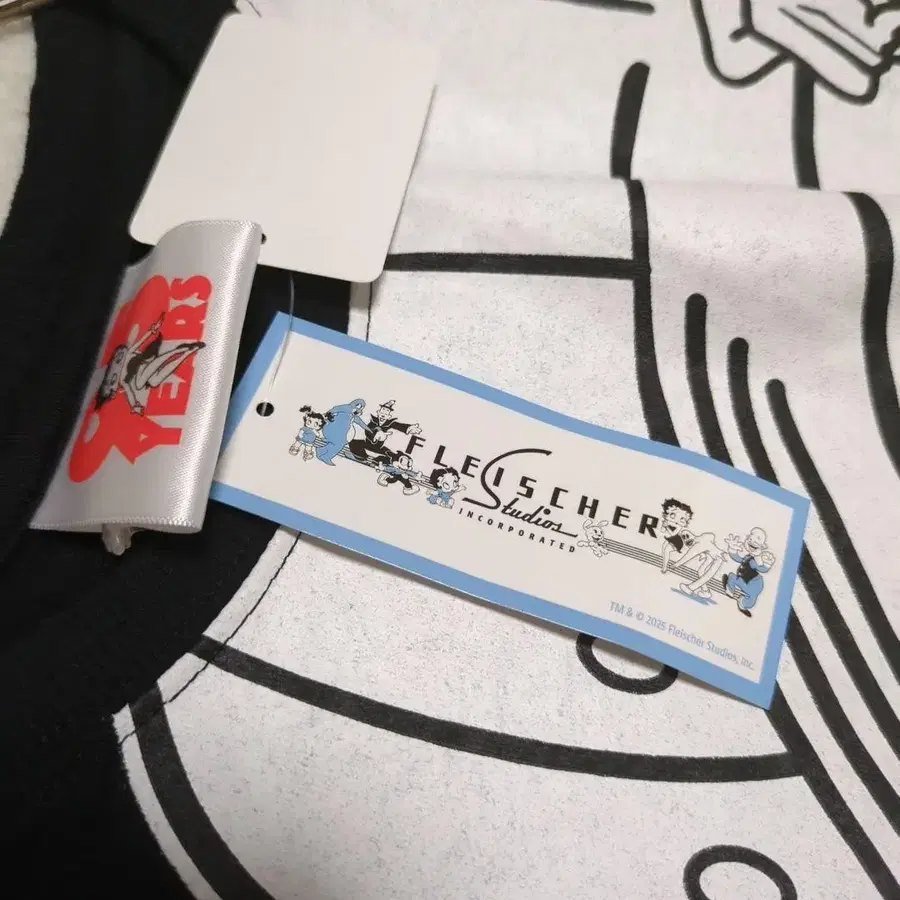 YEARS
FLEISCHER
Studios
INCORPORATED
TM & © 2025 Fleischer Studios, Inc.